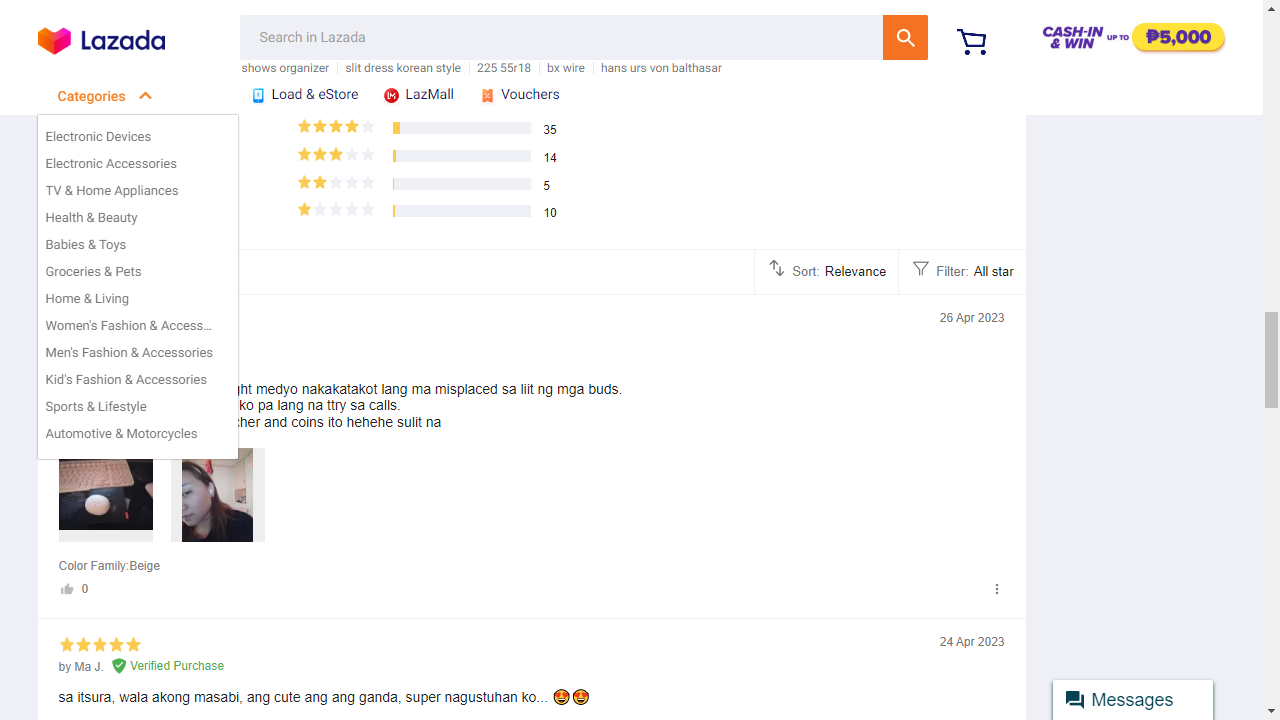 Lazada
Search in Lazada
CASH-IN & WIN UP TO ₱5,000
shows organizer
slit dress korean style
225 55r18
bx wire
hans urs von balthasar
Categories
Load & eStore
LazMall
Vouchers
Electronic Devices
Electronic Accessories
TV & Home Appliances
Health & Beauty
Babies & Toys
Groceries & Pets
Home & Living
Women's Fashion & Access...
Men's Fashion & Accessories
Kid's Fashion & Accessories
Sports & Lifestyle
Automotive & Motorcycles
35
14
5
10
Sort: Relevance
Filter: All star
26 Apr 2023
medyo nakakatakot lang ma misplaced sa liit ng mga buds.
ko pa lang na ttry sa calls.
and coins ito hehehe sulit na
Color Family:Beige
0
24 Apr 2023
by Ma J. Verified Purchase
sa itsura, wala akong masabi, ang cute ang ang ganda, super nagustuhan ko... 😍😍
Messages